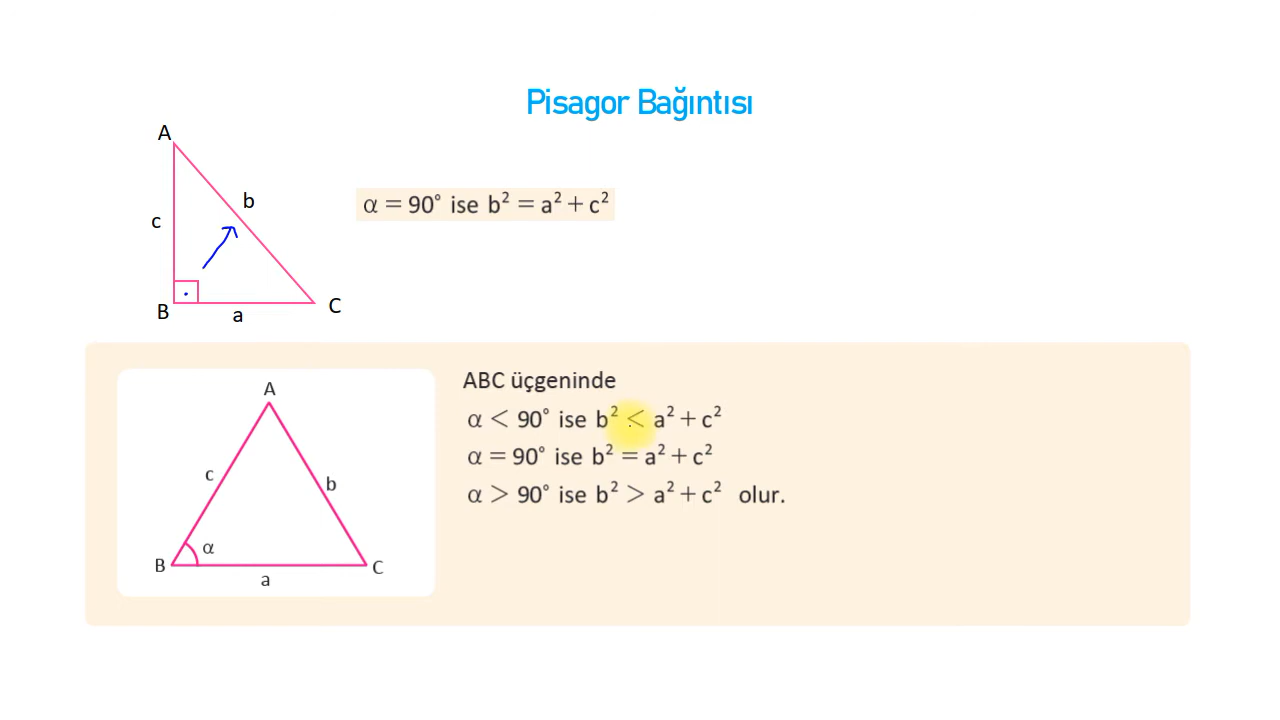 Pisagor Bağıntısı
A
b
c
α = 90° ise b² = a² + c²
B
a
C
ABC üçgeninde
α < 90° ise b² < a² + c²
α = 90° ise b² = a² + c²
α > 90° ise b² > a² + c² olur.
A
c
b
α
B
C
a